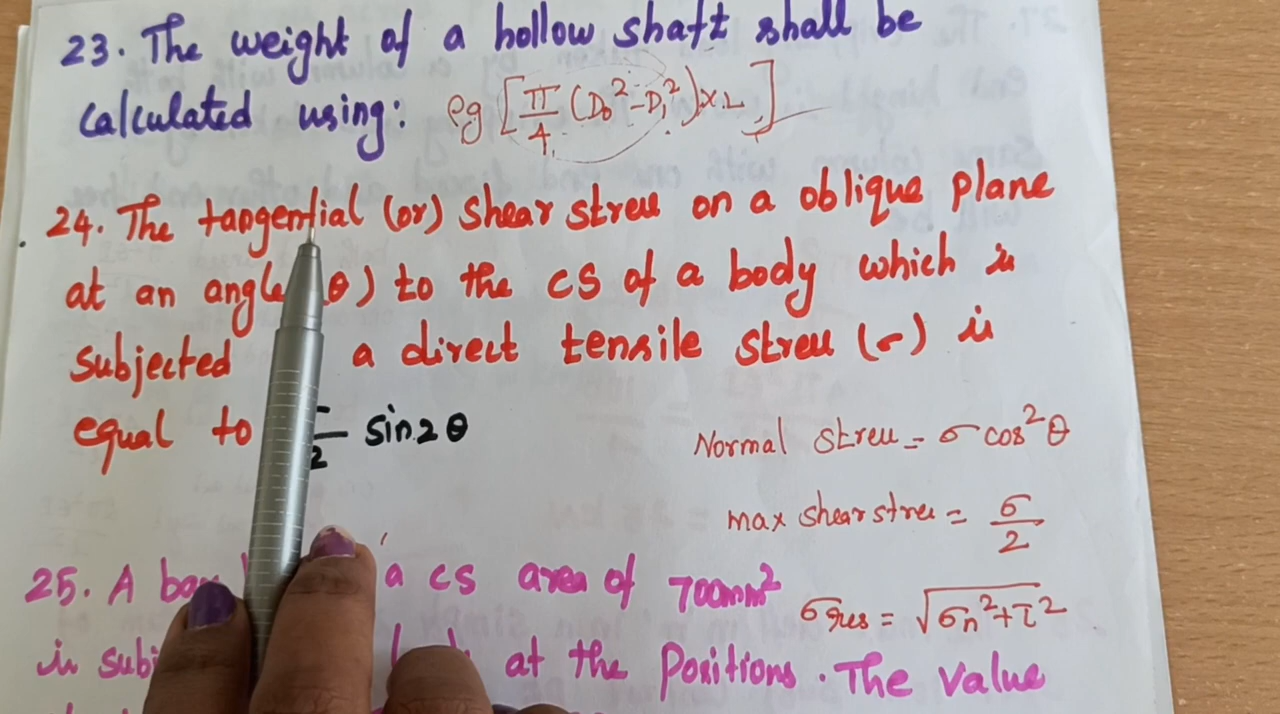 23. The weight of a hollow shaft shall be
calculated using: ρg [π/4 (D₀² - Dᵢ²) x L]
24. The tangential (or) shear stress on a oblique plane
at an angle θ) to the CS of a body which is
subjected a direct tensile stress (σ) is
equal to 2 sin2θ
Normal stress = σ cos²θ
max shear stress = σ/2
25. A bar a CS area of 700mm²
σres = √σn²+τ²
is at the Positions. The value